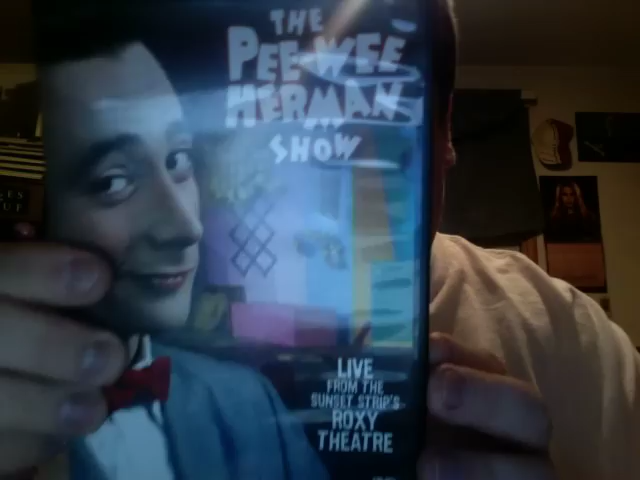 THE
PEE-WEE
HERMAN
SHOW
LIVE
FROM THE
SUNSET STRIP'S
ROXY
THEATRE